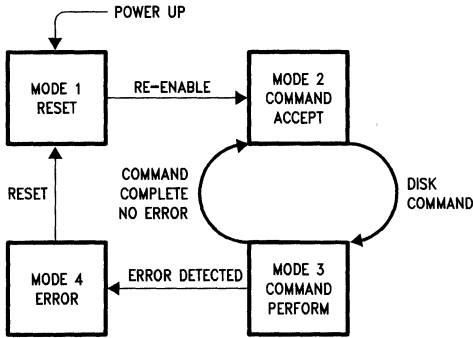 POWER UP
MODE 1
RESET
RE-ENABLE
MODE 2
COMMAND
ACCEPT
COMMAND
COMPLETE
NO ERROR
DISK
COMMAND
RESET
MODE 4
ERROR
ERROR DETECTED
MODE 3
COMMAND
PERFORM